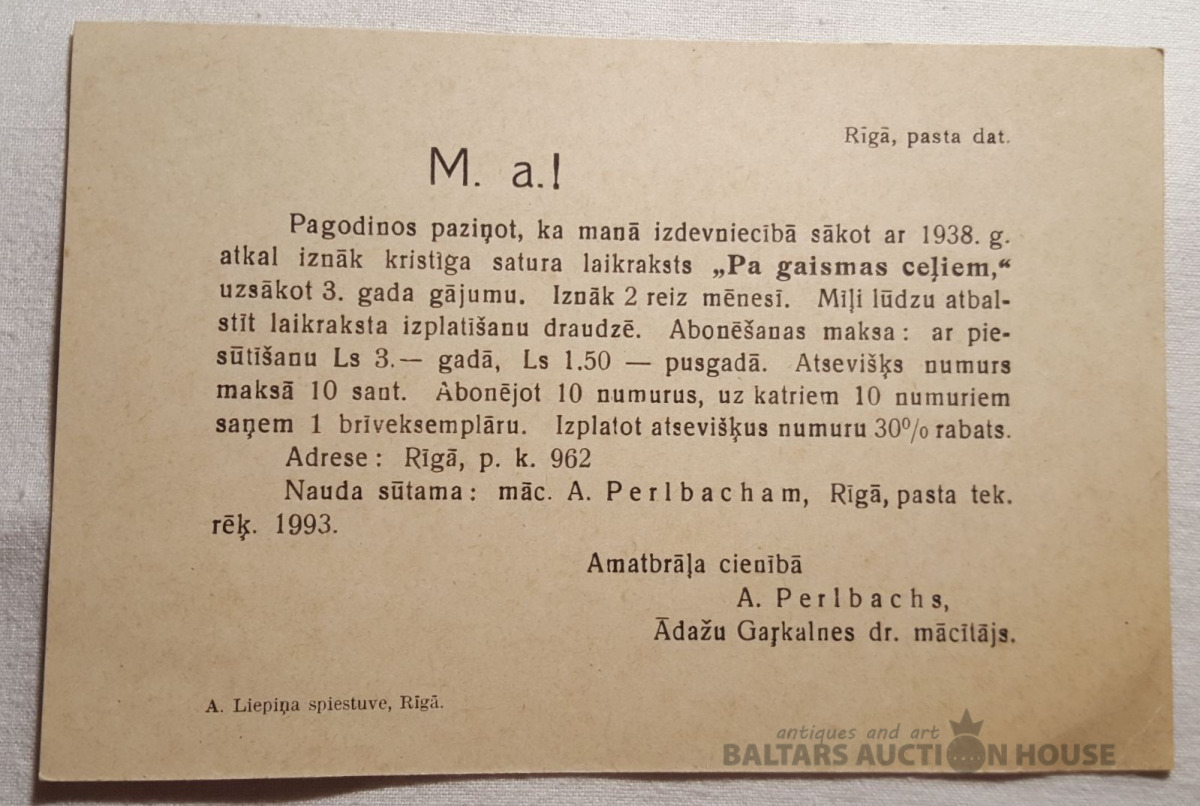 Rīgā, pasta dat.
M. a.!
Pagodinos paziņot, ka manā izdevniecībā sākot ar 1938. g.
atkal iznāk kristīga satura laikraksts „Pa gaismas ceļiem,“
uzsākot 3. gada gājumu. Iznāk 2 reiz mēnesī. Mīļi lūdzu atbal-
stīt laikraksta izplatīšanu draudzē. Abonēšanas maksa: ar pie-
sūtīšanu Ls 3.— gadā, Ls 1.50 — pusgadā. Atsevišķs numurs
maksā 10 sant. Abonējot 10 numurus, uz katriem 10 numuriem
saņem 1 brīveksemplāru. Izplatot atsevišķus numuru 30% rabats.
Adrese: Rīgā, p. k. 962
Nauda sūtama: māc. A. Perlbacham, Rīgā, pasta tek.
rēķ. 1993.
Amatbrāļa cienībā
A. Perlbachs,
Ādažu Gaŗkalnes dr. mācītājs.
A. Liepiņa spiestuve, Rīgā.
antiques and art
BALTARS AUCTION HOUSE